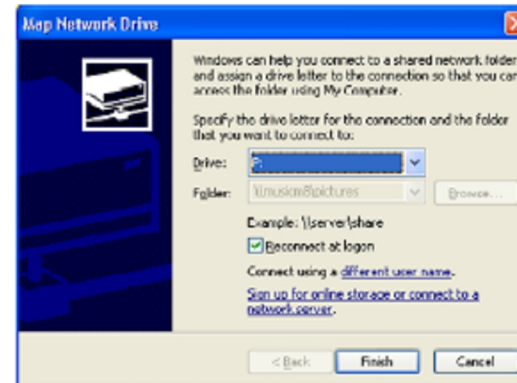 Map Network Drive
Windows can help you connect to a shared network folder
and assign a drive letter to the connection so that you can
access the folder using My Computer.
Specify the drive letter for the connection and the folder
that you want to connect to:
Drive: P:
Folder: \\musicm8\pictures Browse...
Example: \\server\share
Reconnect at logon
Connect using a different user name.
Sign up for online storage or connect to a
network server.
< Back Finish Cancel